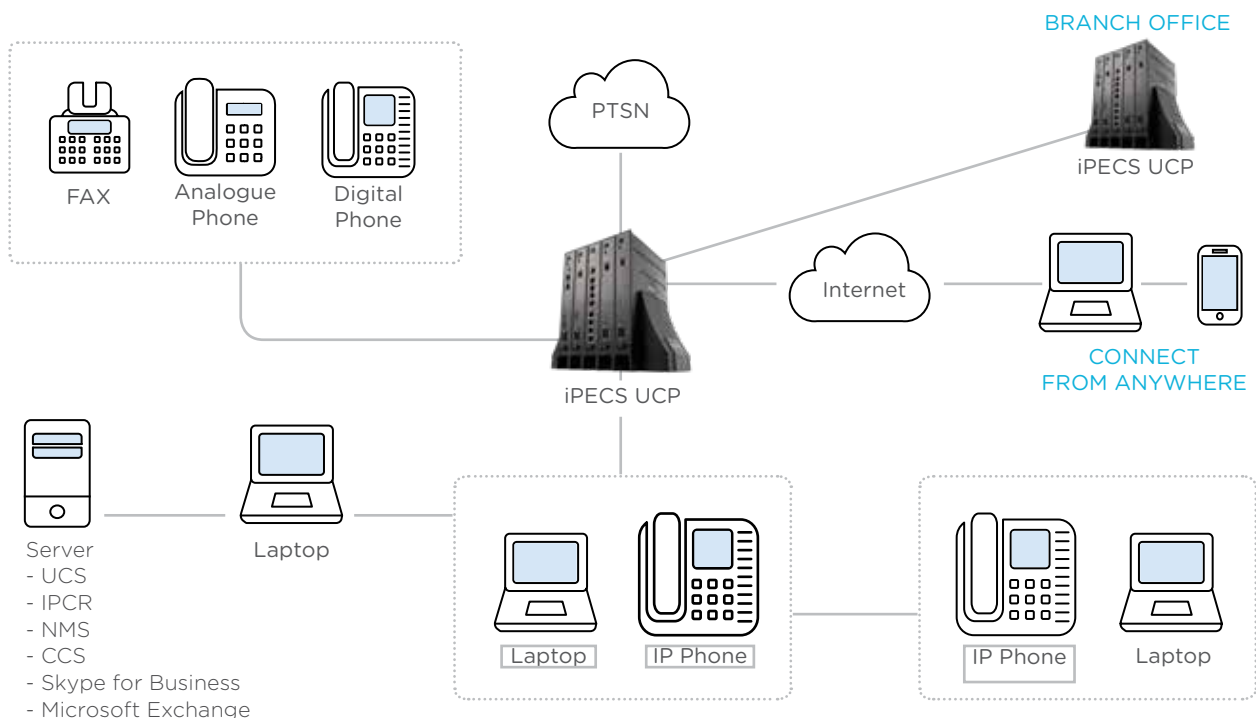 BRANCH OFFICE
iPECS UCP
PTSN
FAX
Analogue
Phone
Digital
Phone
Internet
CONNECT
FROM ANYWHERE
iPECS UCP
Server
- UCS
- IPCR
- NMS
- CCS
- Skype for Business
- Microsoft Exchange
Laptop
Laptop
IP Phone
IP Phone
Laptop